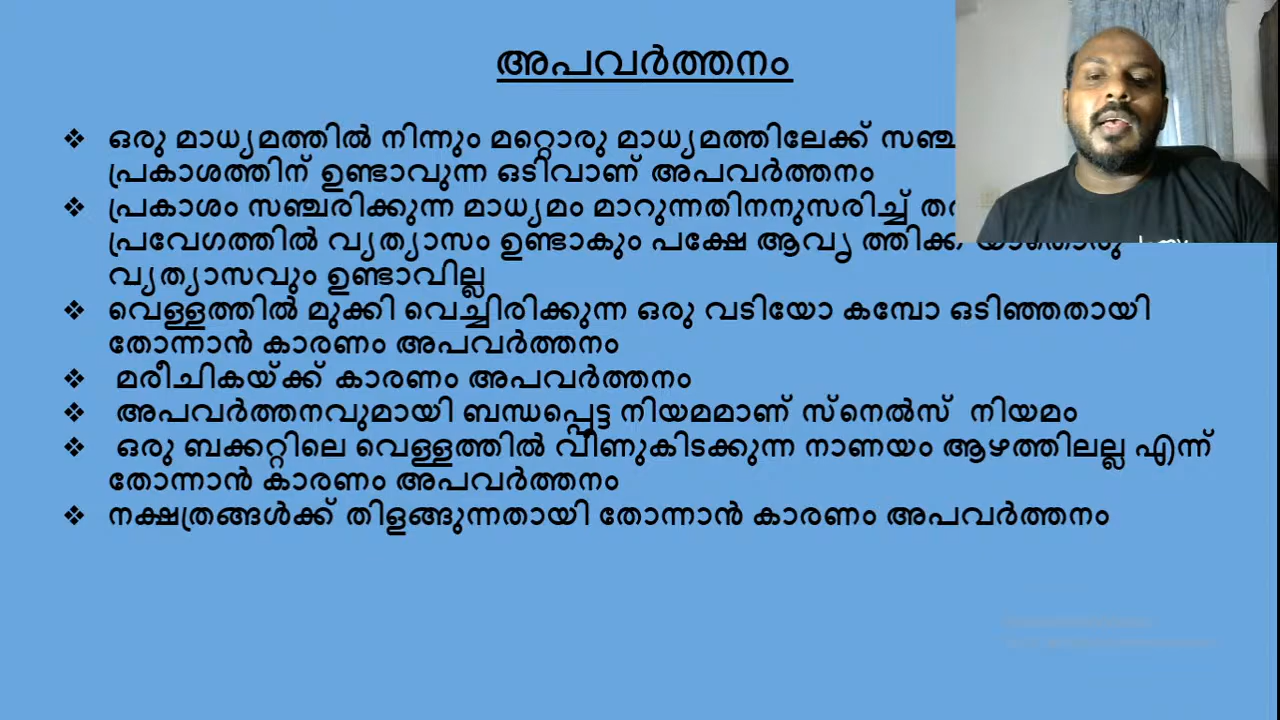 അപവർത്തനം
❖ ഒരു മാധ്യമത്തിൽ നിന്നും മറ്റൊരു മാധ്യമത്തിലേക്ക്
പ്രകാശത്തിന് ഉണ്ടാവുന്ന ഒടിവാണ് അപവർത്തനം
❖ പ്രകാശം സഞ്ചരിക്കുന്ന മാധ്യമം മാറുന്നതിനനുസരിച്ച്
പ്രവേഗത്തിൽ വ്യത്യാസം ഉണ്ടാകും പക്ഷേ
വ്യത്യാസവും ഉണ്ടാവില്ല
❖ വെള്ളത്തിൽ മുക്കി വെച്ചിരിക്കുന്ന ഒരു വടിയോ കമ്പോ ഒടിഞ്ഞതായി
തോന്നാൻ കാരണം അപവർത്തനം
❖ മരീചികയ്ക്ക് കാരണം അപവർത്തനം
❖ അപവർത്തനവുമായി ബന്ധപ്പെട്ട നിയമമാണ് സ്നെൽസ് നിയമം
❖ ഒരു ബക്കറ്റിലെ വെള്ളത്തിൽ വീണുകിടക്കുന്ന നാണയം ആഴത്തിലല്ല എന്ന്
തോന്നാൻ കാരണം അപവർത്തനം
❖ നക്ഷത്രങ്ങൾക്ക് തിളങ്ങുന്നതായി തോന്നാൻ കാരണം അപവർത്തനം